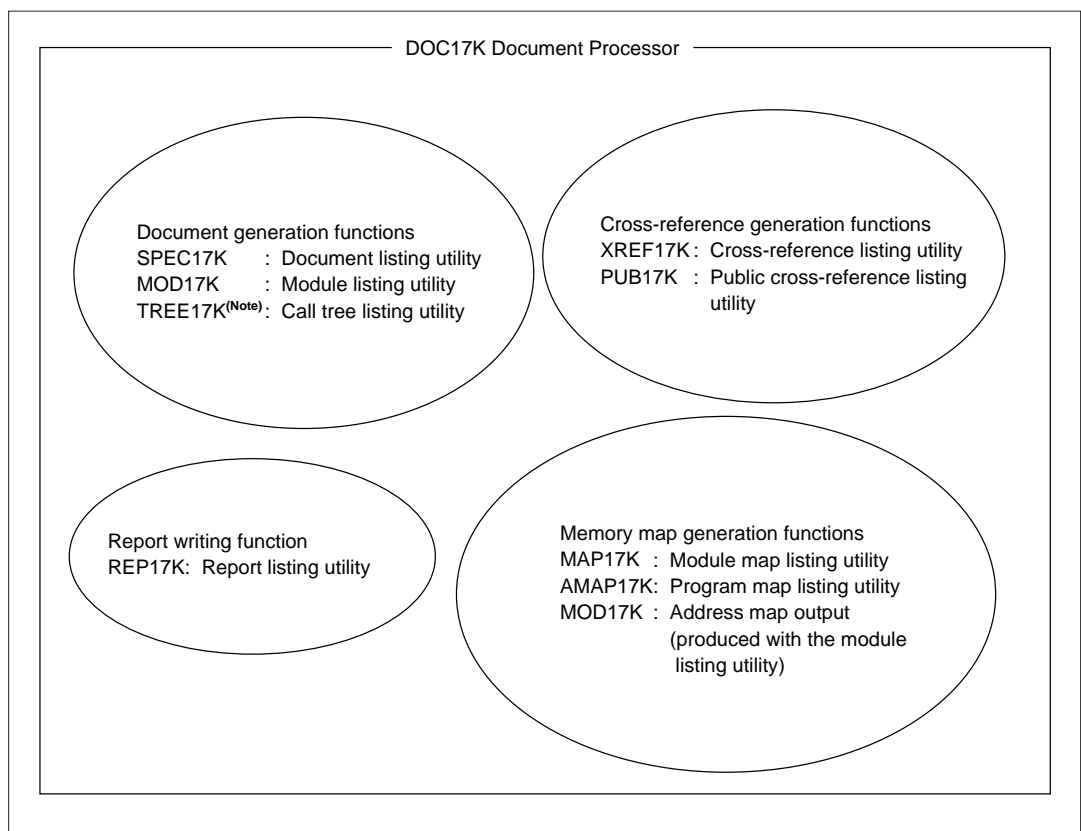 DOC17K Document Processor
Document generation functions
SPEC17K : Document listing utility
MOD17K : Module listing utility
TREE17K(Note) : Call tree listing utility
Cross-reference generation functions
XREF17K : Cross-reference listing utility
PUB17K : Public cross-reference listing
utility
Report writing function
REP17K: Report listing utility
Memory map generation functions
MAP17K : Module map listing utility
AMAP17K: Program map listing utility
MOD17K : Address map output
(produced with the module
listing utility)